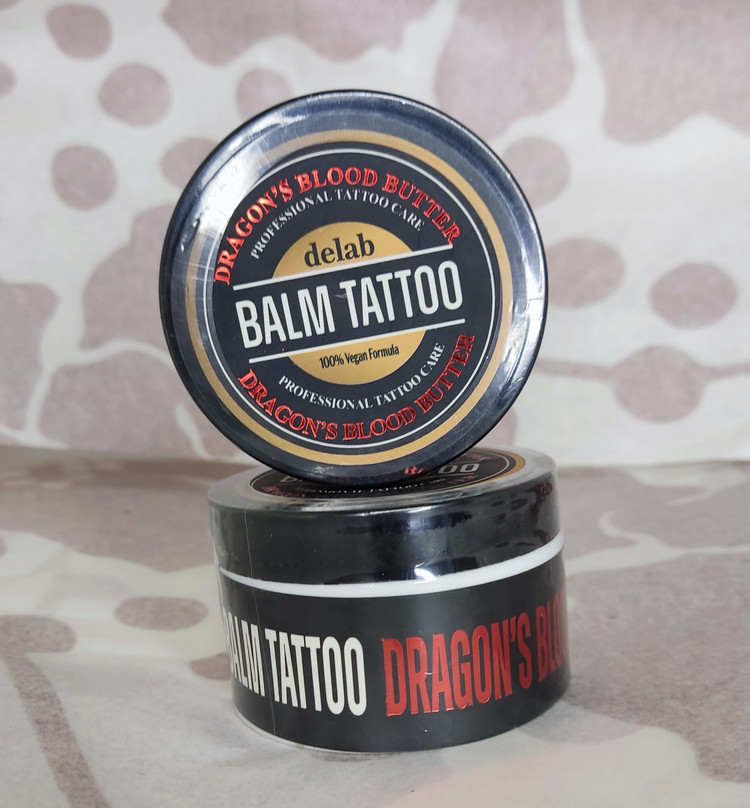 DRAGON'S BLOOD BUTTER
PROFESSIONAL TATTOO CARE
delab
BALM TATTOO
100% Vegan Formula
PROFESSIONAL TATTOO CARE
DRAGON'S BLOOD BUTTER
BALM TATTOO DRAGON'S BLOO